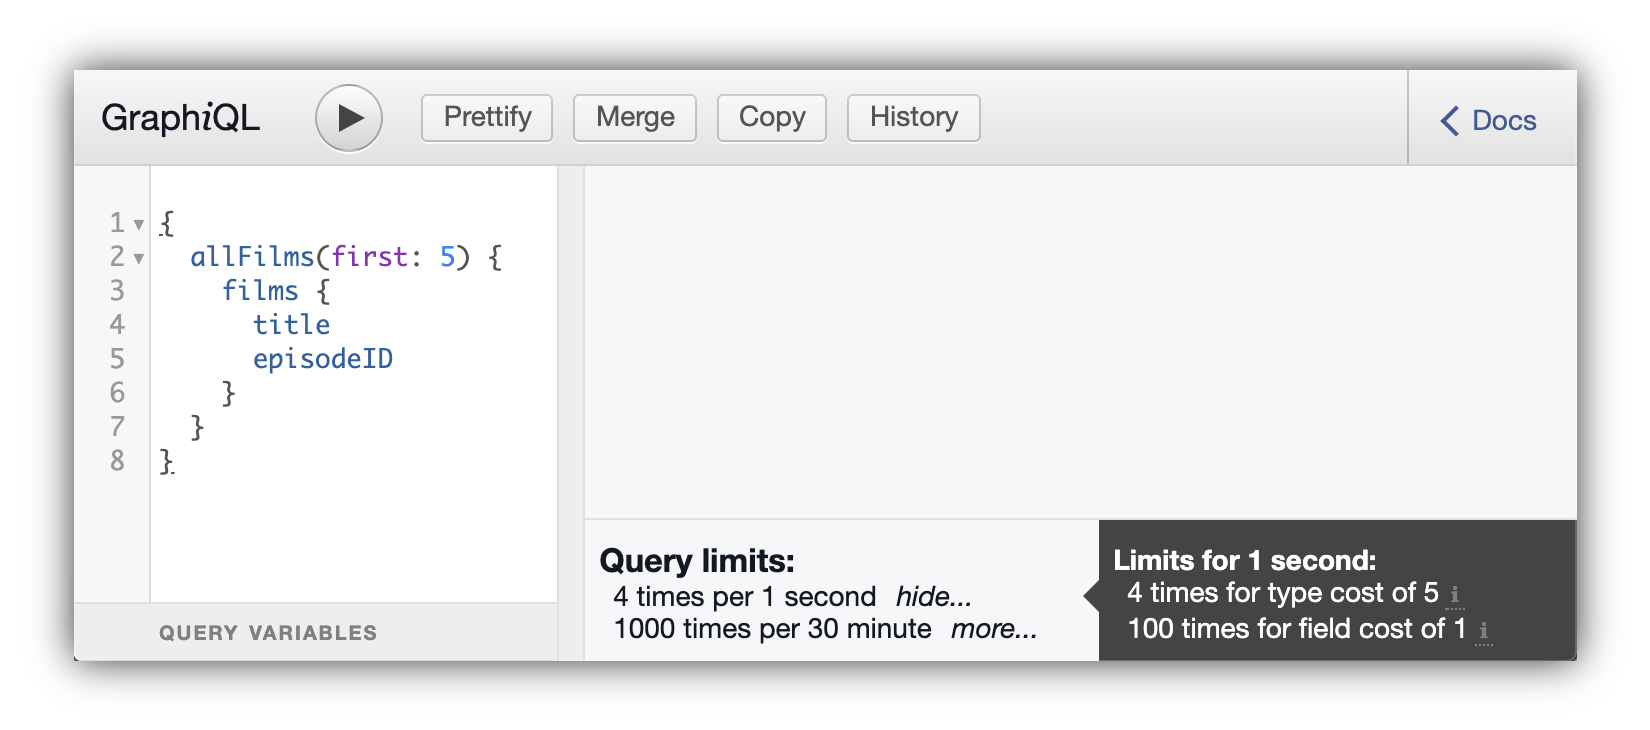 GraphiQL Prettify Merge Copy History Docs
1 {
2 allFilms(first: 5) {
3 films {
4 title
5 episodeID
6 }
7 }
8 }
QUERY VARIABLES
Query limits:
4 times per 1 second hide...
1000 times per 30 minute more...
Limits for 1 second:
4 times for type cost of 5 i
100 times for field cost of 1 i